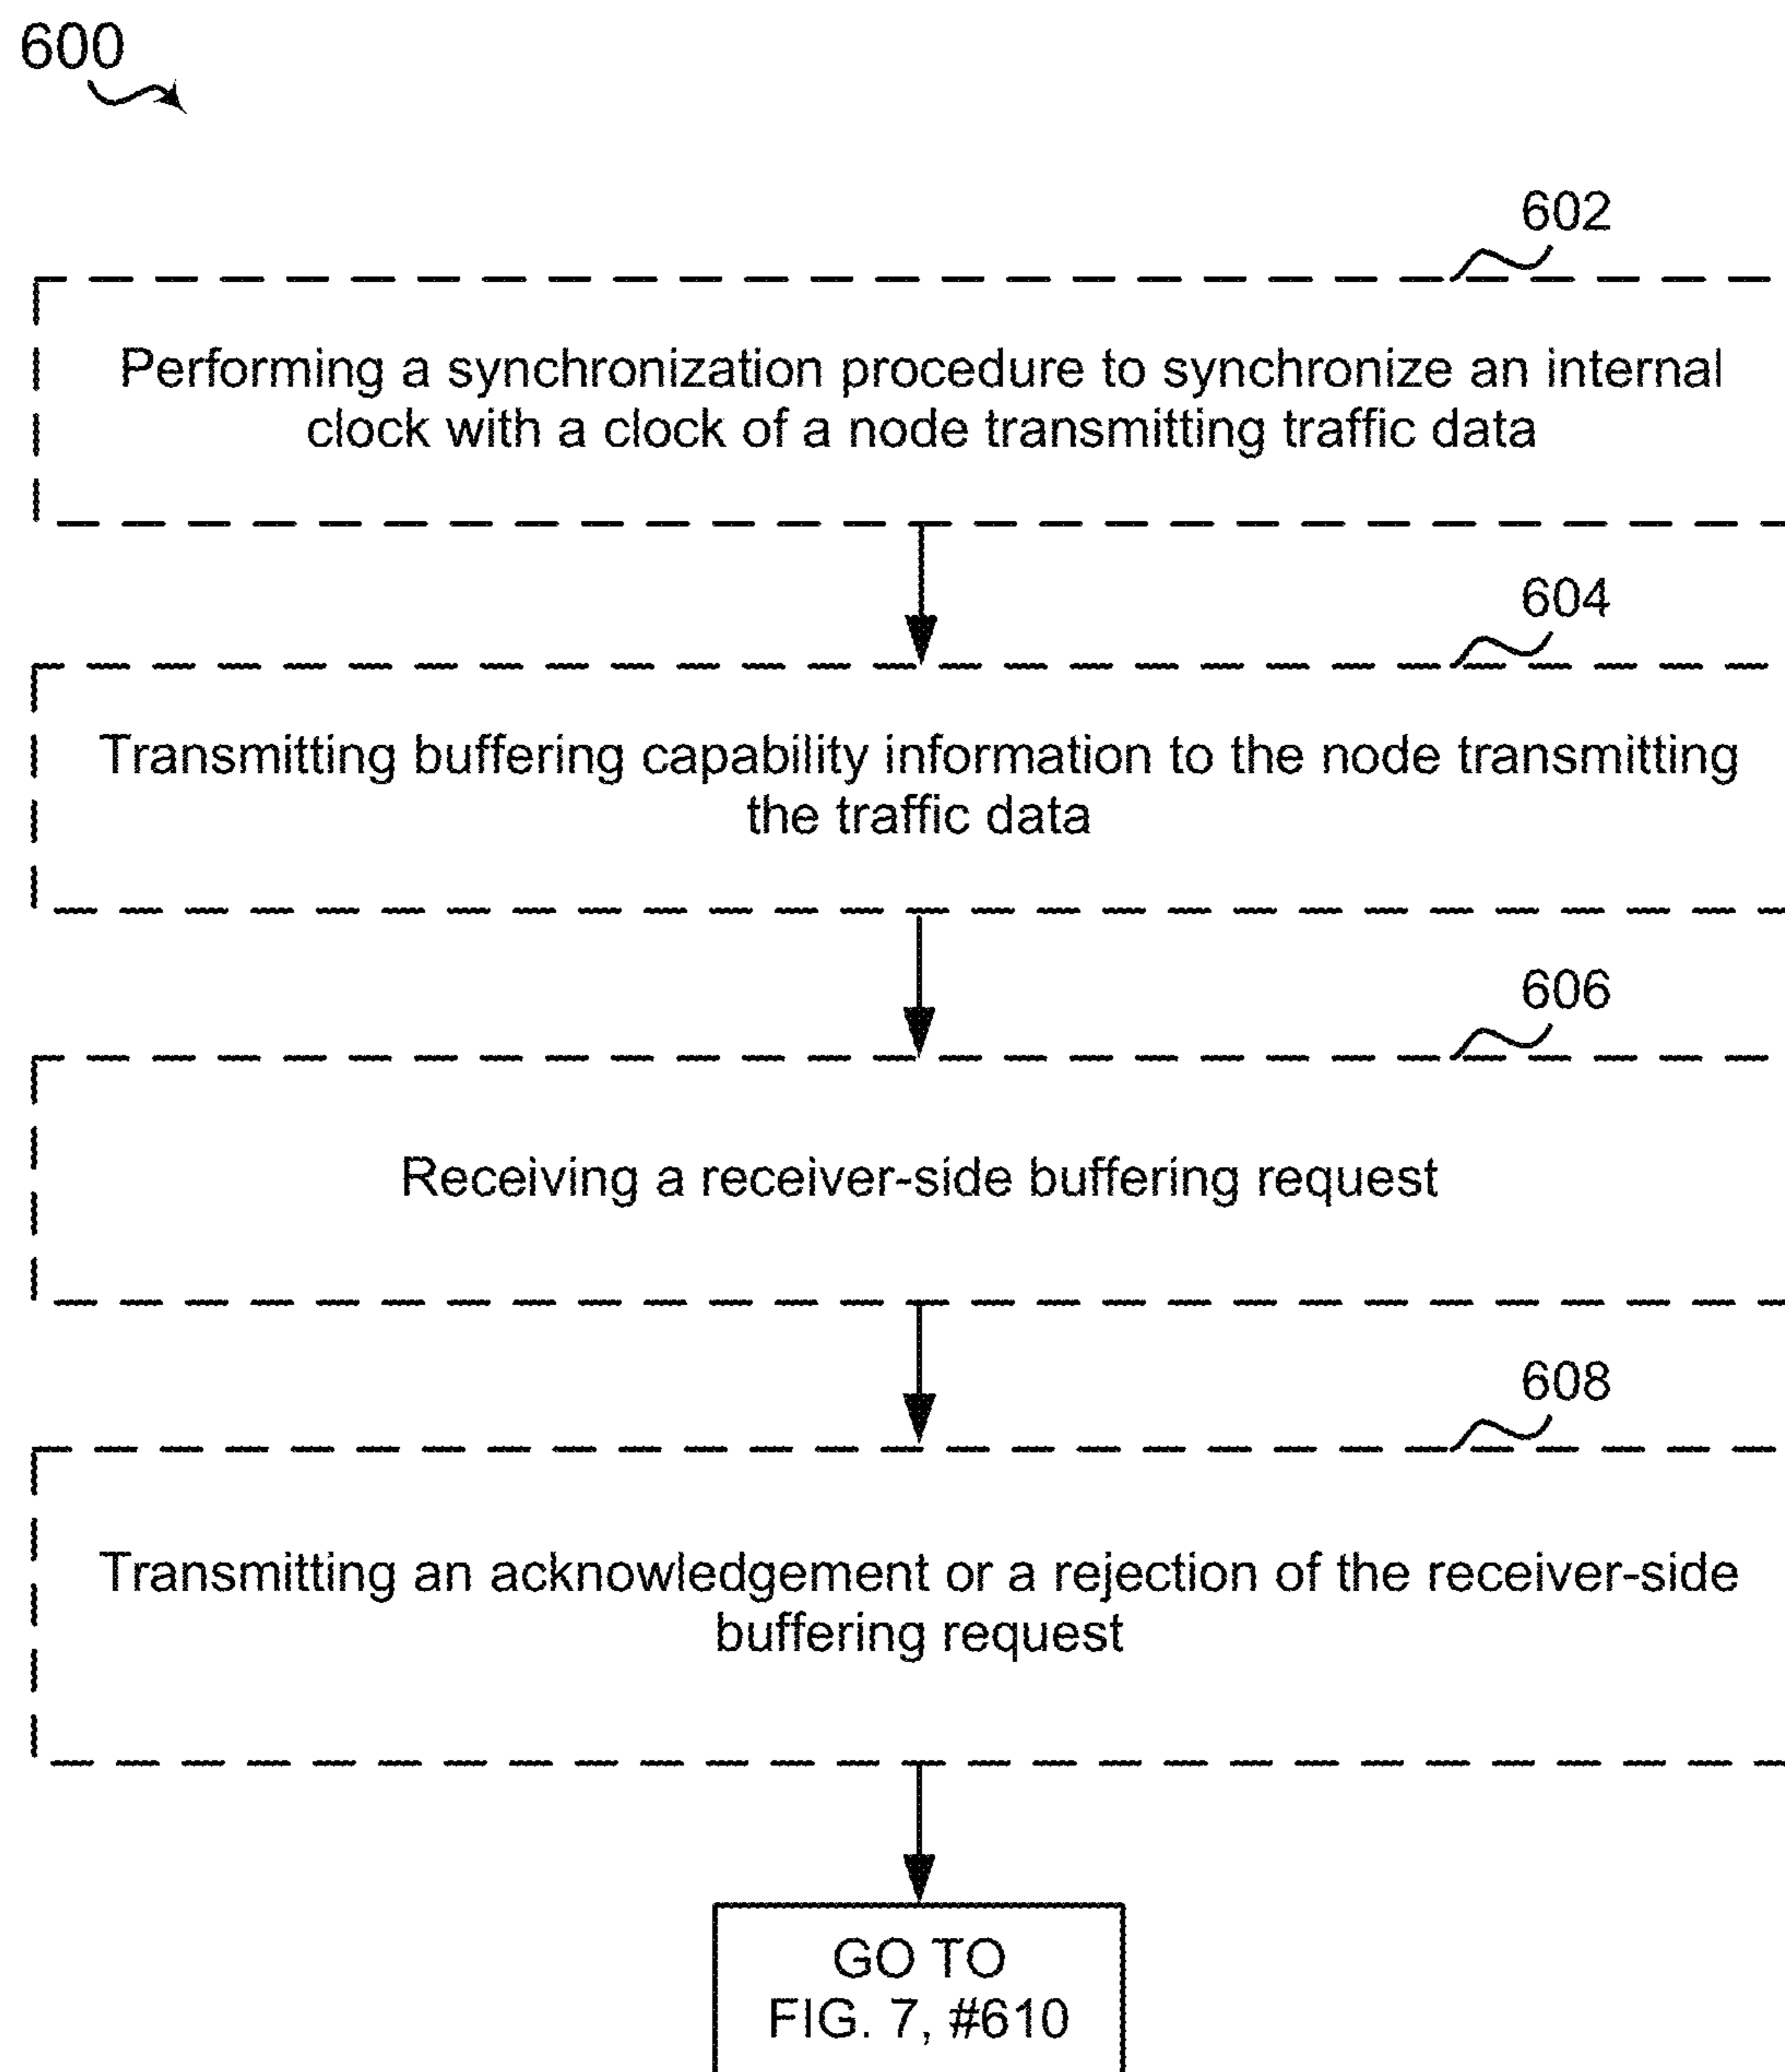 600
602
Performing a synchronization procedure to synchronize an internal
clock with a clock of a node transmitting traffic data
604
Transmitting buffering capability information to the node transmitting
the traffic data
606
Receiving a receiver-side buffering request
608
Transmitting an acknowledgement or a rejection of the receiver-side
buffering request
GO TO
FIG. 7, #610